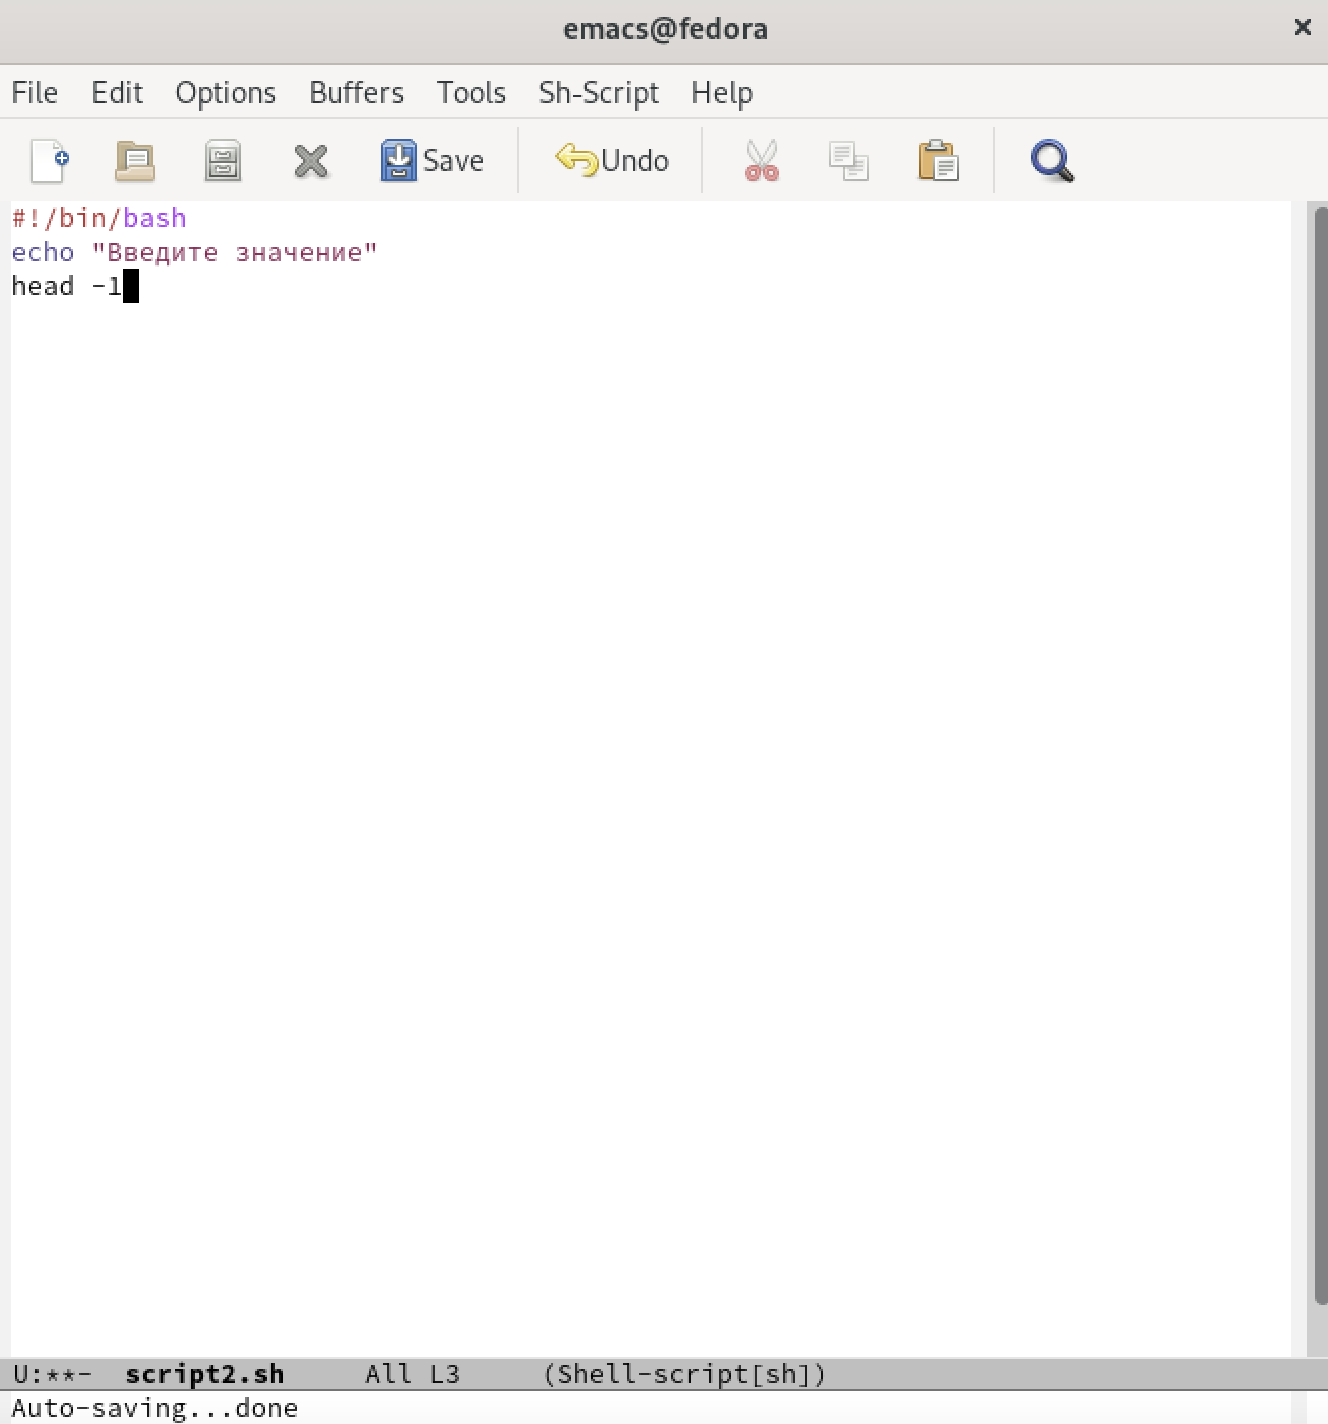 emacs@fedora
File Edit Options Buffers Tools Sh-Script Help
Save Undo
#!/bin/bash
echo "Введите значение"
head -1
U:**- script2.sh All L3 (Shell-script[sh])
Auto-saving...done